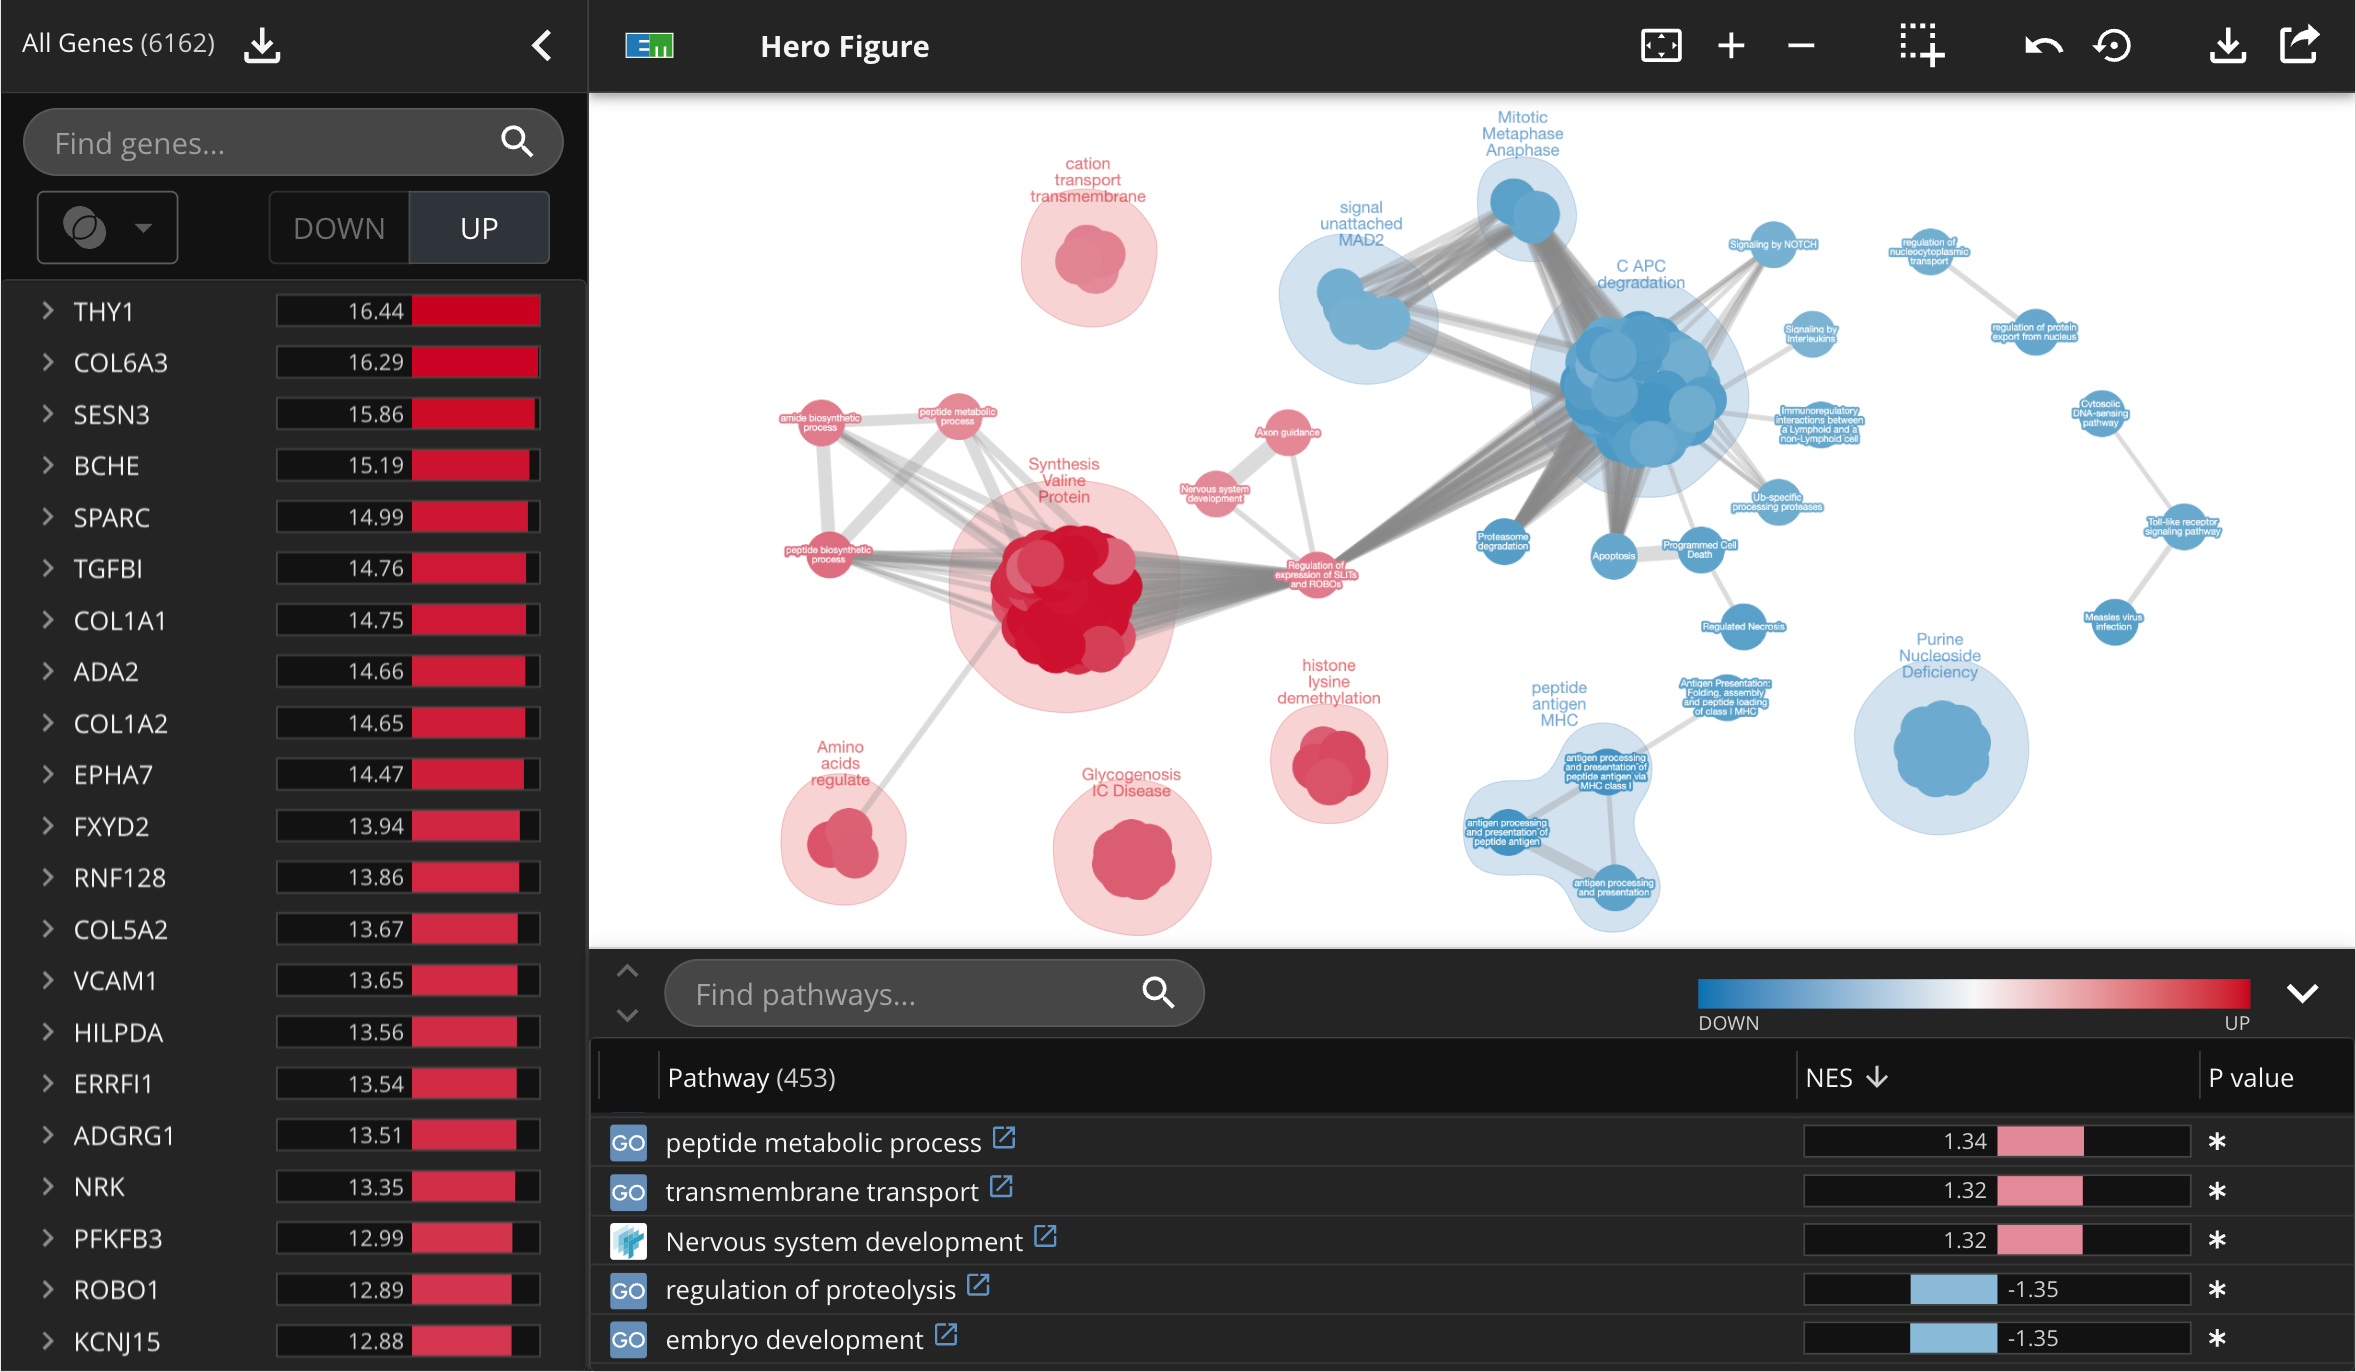 All Genes (6162)
Hero Figure
Find genes...
DOWN
UP
THY1 16.44
COL6A3 16.29
SESN3 15.86
BCHE 15.19
SPARC 14.99
TGFBI 14.76
COL1A1 14.75
ADA2 14.66
COL1A2 14.65
EPHA7 14.47
FXYD2 13.94
RNF128 13.86
COL5A2 13.67
VCAM1 13.65
HILPDA 13.56
ERRFI1 13.54
ADGRG1 13.51
NRK 13.35
PFKFB3 12.99
ROBO1 12.89
KCNJ15 12.88
Mitotic
Metaphase
Anaphase
cation
transport
transmembrane
signal
unattached
MAD2
C APC
degradation
Signaling by NOTCH
regulation of
nucleocytoplasmic
transport
Signaling by
Interleukins
regulation of protein
export from nucleus
amide biosynthetic
process
peptide metabolic
process
Axon guidance
Immunoregulatory
interactions between
a Lymphoid and a
non-Lymphoid cell
Cytosolic
DNA-sensing
pathway
Synthesis
Valine
Protein
Nervous system
development
Ub-specific
processing proteases
Toll-like receptor
signaling pathway
peptide biosynthetic
process
Regulation of
expression of SLITs
and ROBOs
Proteasome
degradation
Apoptosis
Programmed Cell
Death
Regulated Necrosis
Measles virus
infection
Purine
Nucleoside
Deficiency
histone
lysine
demethylation
peptide
antigen
MHC
Antigen Presentation:
Folding, assembly
and peptide loading
of class I MHC
Amino
acids
regulate
Glycogenosis
IC Disease
antigen processing
and presentation of
peptide antigen via
MHC class I
antigen processing
and presentation of
peptide antigen
antigen processing
and presentation
Find pathways...
DOWN
UP
Pathway (453)
NES
P value
GO peptide metabolic process 1.34 *
GO transmembrane transport 1.32 *
Nervous system development 1.32 *
GO regulation of proteolysis -1.35 *
GO embryo development -1.35 *